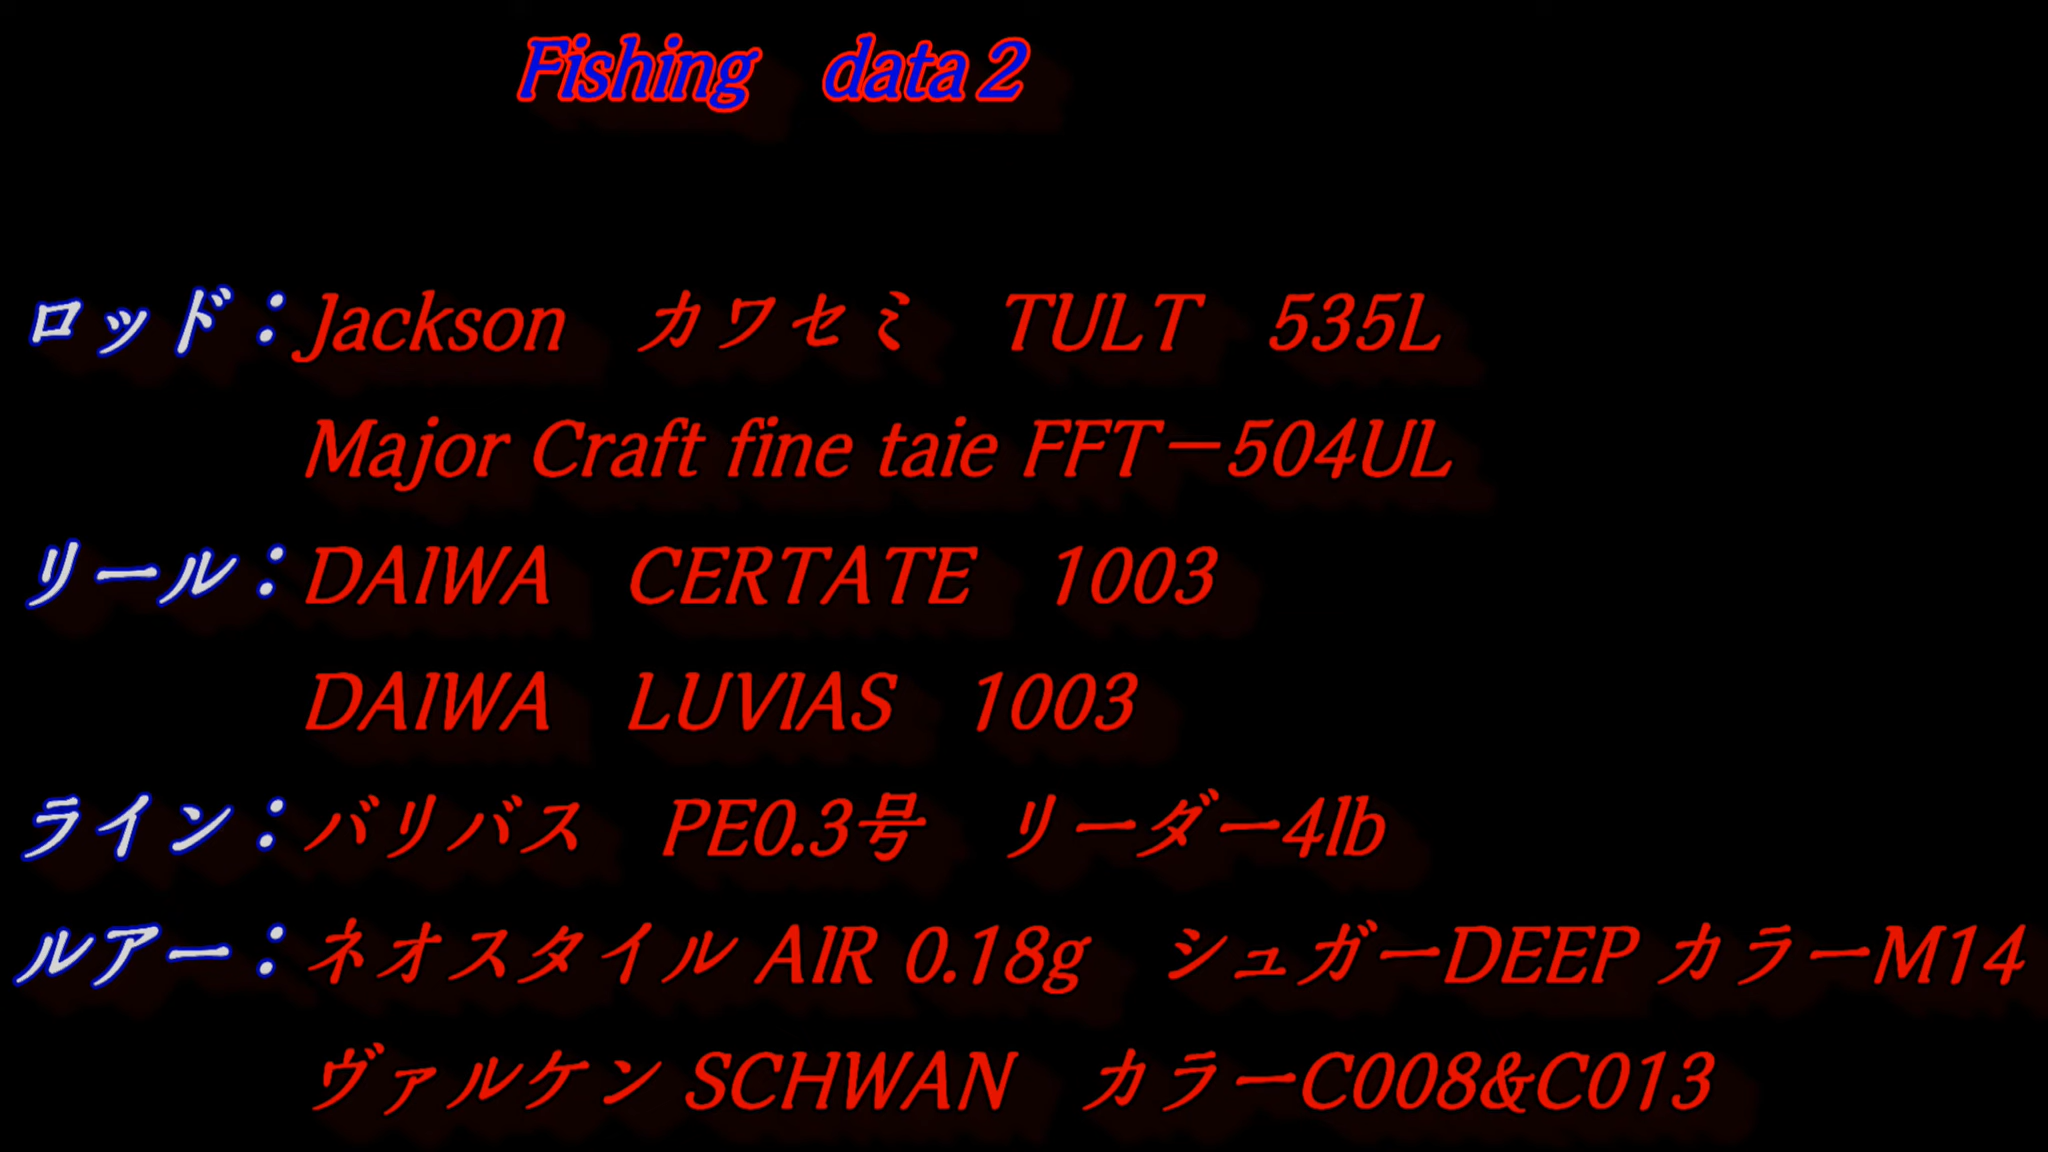 Fishing　data 2
ロッド：Jackson　カワセミ　TULT　535L
Major Craft fine taie FFT－504UL
リール：DAIWA　CERTATE　1003
DAIWA　LUVIAS　1003
ライン：バリバス　PE0.3号　リーダー4lb
ルアー：ネオスタイル AIR 0.18g　シュガーDEEP カラーM14
ヴァルケン SCHWAN　カラーC008&C013